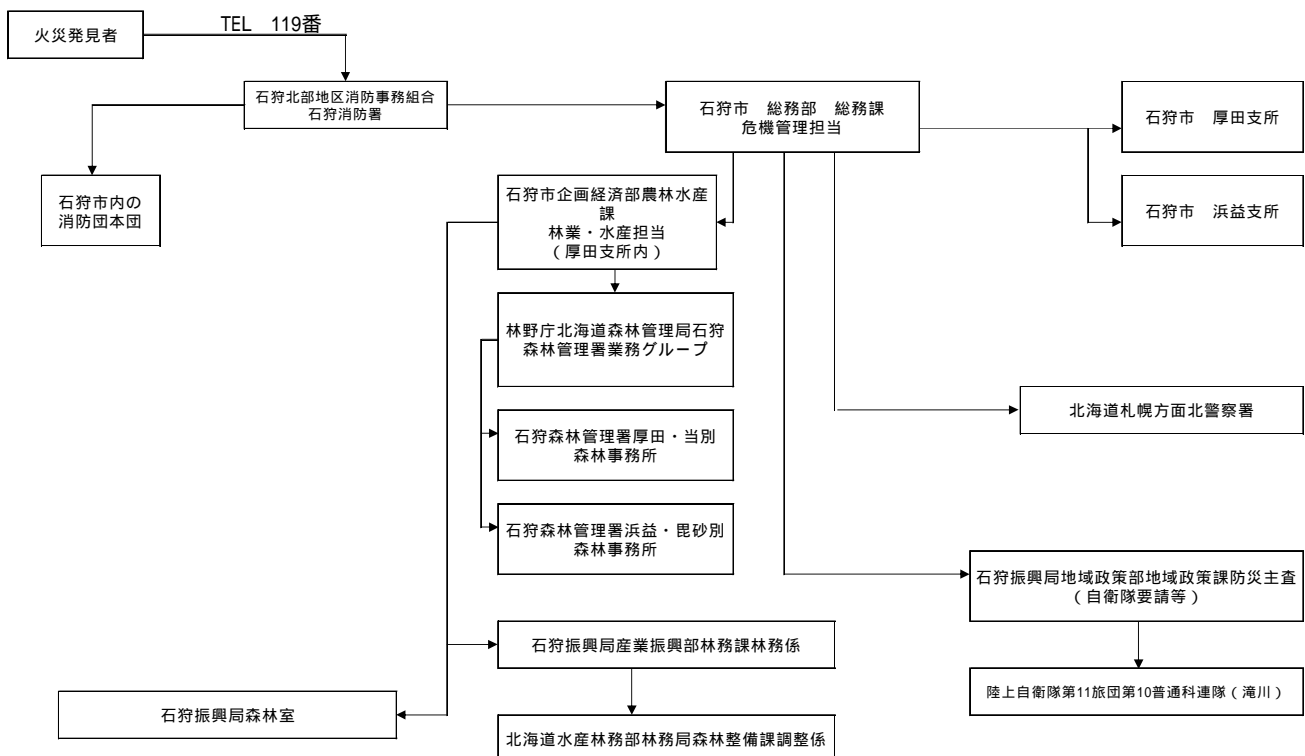 火災発見者
TEL　119番
石狩北部地区消防事務組合
石狩消防署
石狩市　総務部　総務課
危機管理担当
石狩市　厚田支所
石狩市　浜益支所
石狩市内の
消防団本団
石狩市企画経済部農林水産
課
林業・水産担当
（厚田支所内）
林野庁北海道森林管理局石狩
森林管理署業務グループ
北海道札幌方面北警察署
石狩森林管理署厚田・当別
森林事務所
石狩森林管理署浜益・毘砂別
森林事務所
石狩振興局地域政策部地域政策課防災主査
（自衛隊要請等）
石狩振興局産業振興部林務課林務係
陸上自衛隊第11旅団第10普通科連隊（滝川）
石狩振興局森林室
北海道水産林務部林務局森林整備課調整係